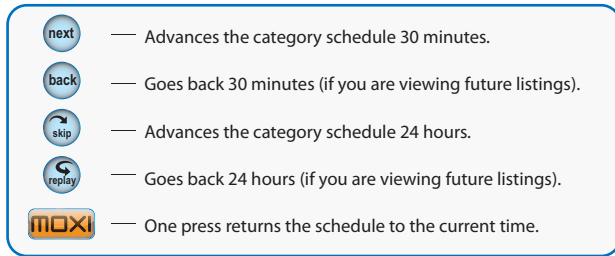 next — Advances the category schedule 30 minutes.
back — Goes back 30 minutes (if you are viewing future listings).
skip — Advances the category schedule 24 hours.
replay — Goes back 24 hours (if you are viewing future listings).
moxi — One press returns the schedule to the current time.